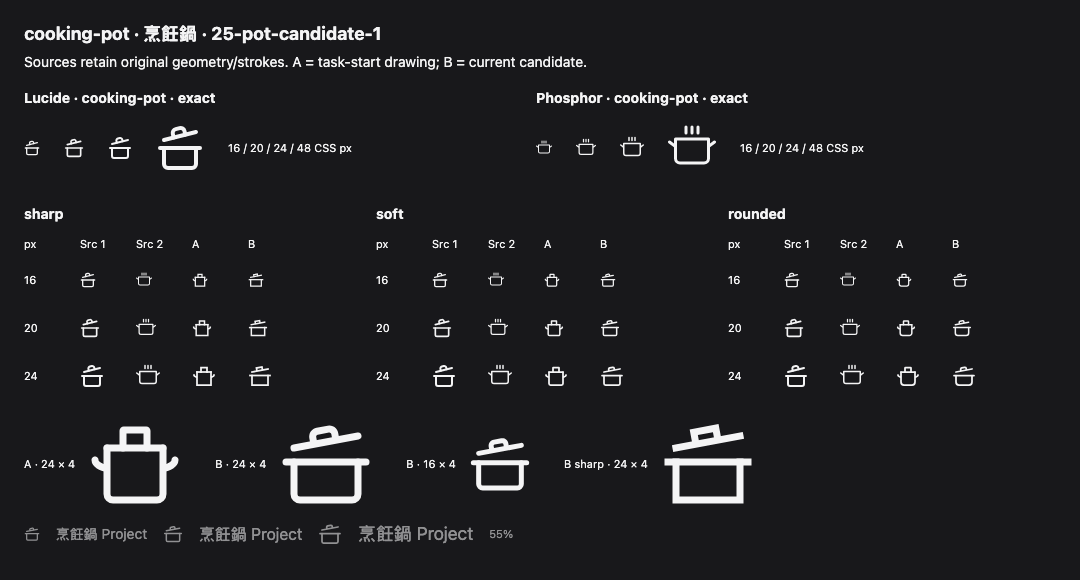 cooking-pot · 烹飪鍋 · 25-pot-candidate-1
Sources retain original geometry/strokes. A = task-start drawing; B = current candidate.
Lucide · cooking-pot · exact
Phosphor · cooking-pot · exact
16 / 20 / 24 / 48 CSS px
16 / 20 / 24 / 48 CSS px
sharp
soft
rounded
px Src 1 Src 2 A B
px Src 1 Src 2 A B
px Src 1 Src 2 A B
16
16
16
20
20
20
24
24
24
A · 24 × 4
B · 24 × 4
B · 16 × 4
B sharp · 24 × 4
烹飪鍋 Project
烹飪鍋 Project
烹飪鍋 Project
55%